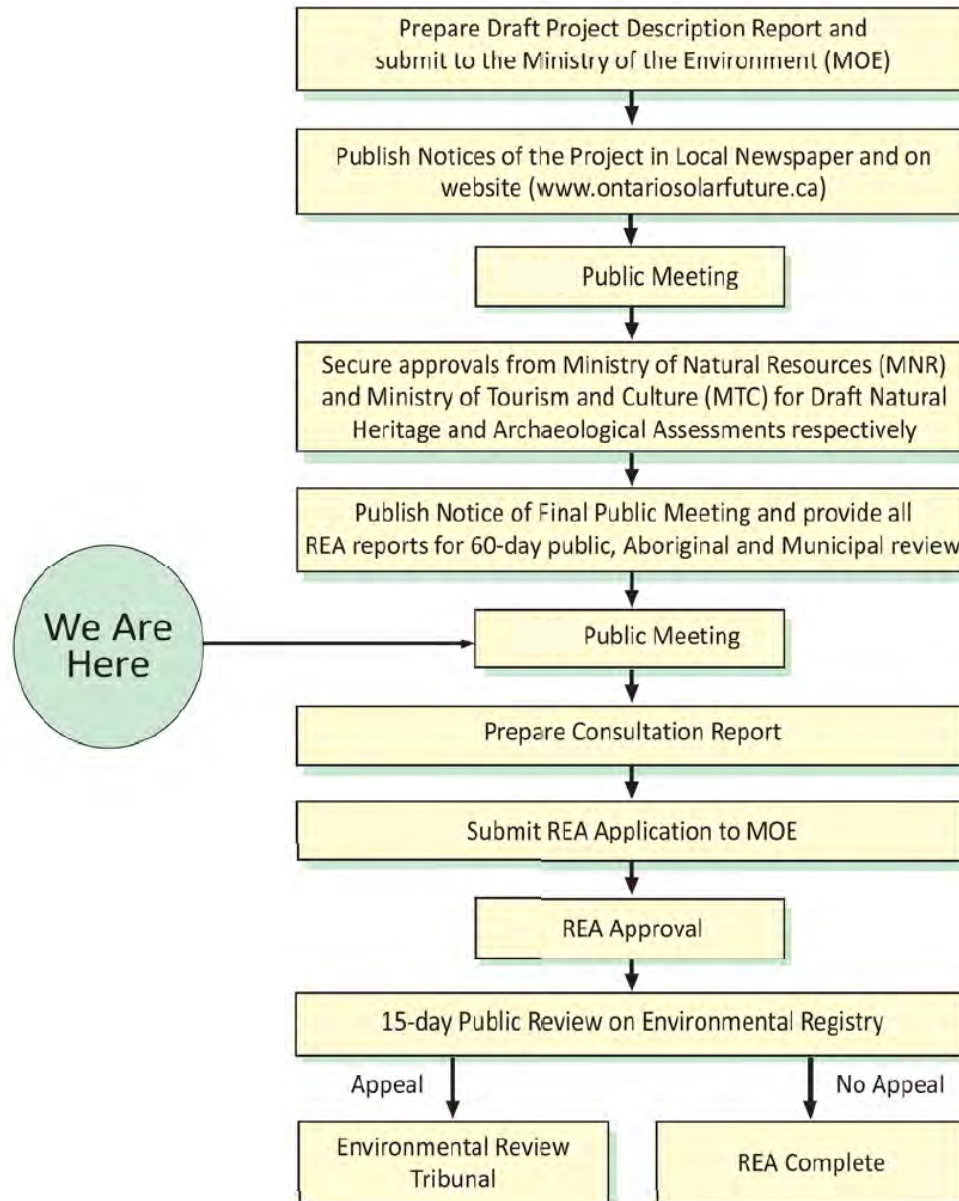 Prepare Draft Project Description Report and
submit to the Ministry of the Environment (MOE)
Publish Notices of the Project in Local Newspaper and on
website (www.ontariosolarfuture.ca)
Public Meeting
Secure approvals from Ministry of Natural Resources (MNR)
and Ministry of Tourism and Culture (MTC) for Draft Natural
Heritage and Archaeological Assessments respectively
Publish Notice of Final Public Meeting and provide all
REA reports for 60-day public, Aboriginal and Municipal review
We Are
Here
Public Meeting
Prepare Consultation Report
Submit REA Application to MOE
REA Approval
15-day Public Review on Environmental Registry
Appeal
No Appeal
Environmental Review
Tribunal
REA Complete